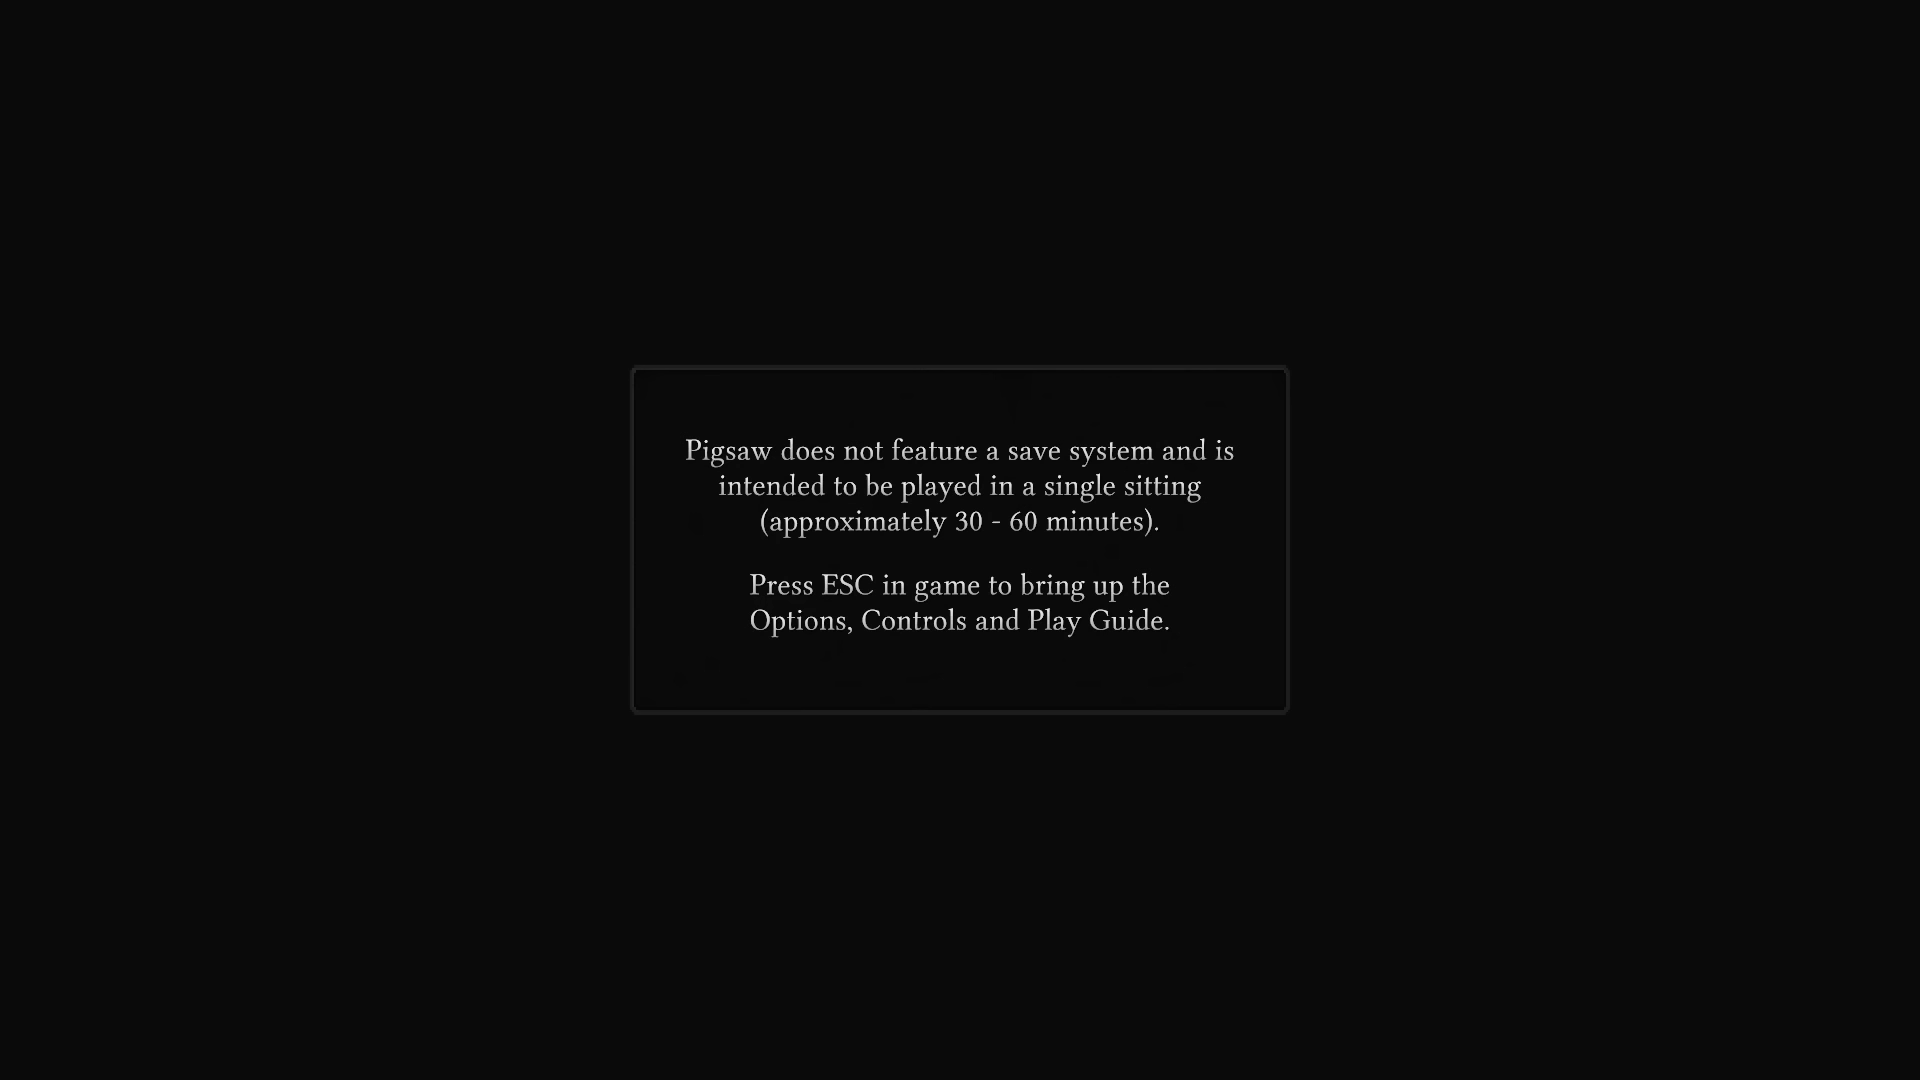 Pigsaw does not feature a save system and is
intended to be played in a single sitting
(approximately 30 - 60 minutes).
Press ESC in game to bring up the
Options, Controls and Play Guide.